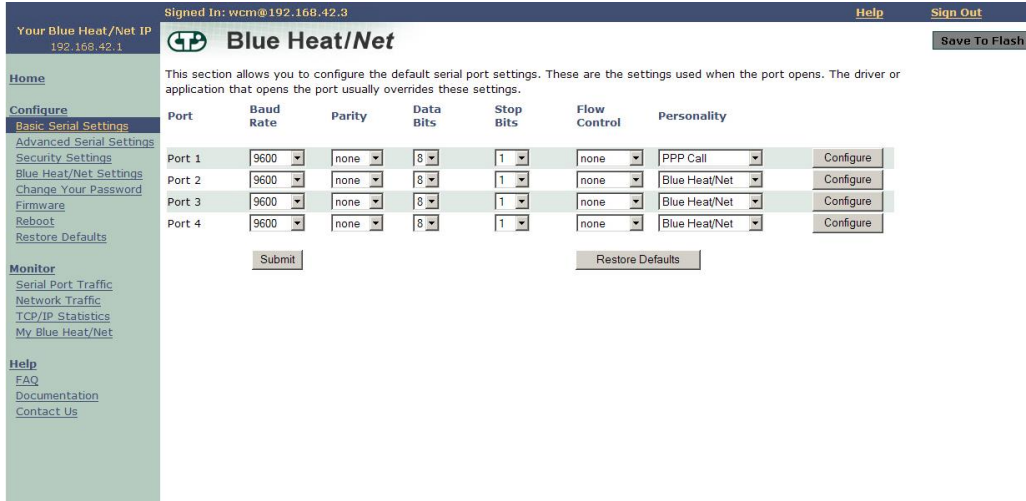 Signed In: wcm@192.168.42.3 Help Sign Out
Your Blue Heat/Net IP
192.168.42.1
CTP Blue Heat/Net
Save To Flash
Home
Configure
Basic Serial Settings
Advanced Serial Settings
Security Settings
Blue Heat/Net Settings
Change Your Password
Firmware
Reboot
Restore Defaults
Monitor
Serial Port Traffic
Network Traffic
TCP/IP Statistics
My Blue Heat/Net
Help
FAQ
Documentation
Contact Us
This section allows you to configure the default serial port settings. These are the settings used when the port opens. The driver or
application that opens the port usually overrides these settings.
Port Baud Rate Parity Data Bits Stop Bits Flow Control Personality
Port 1 9600 none 8 1 none PPP Call Configure
Port 2 9600 none 8 1 none Blue Heat/Net Configure
Port 3 9600 none 8 1 none Blue Heat/Net Configure
Port 4 9600 none 8 1 none Blue Heat/Net Configure
Submit Restore Defaults